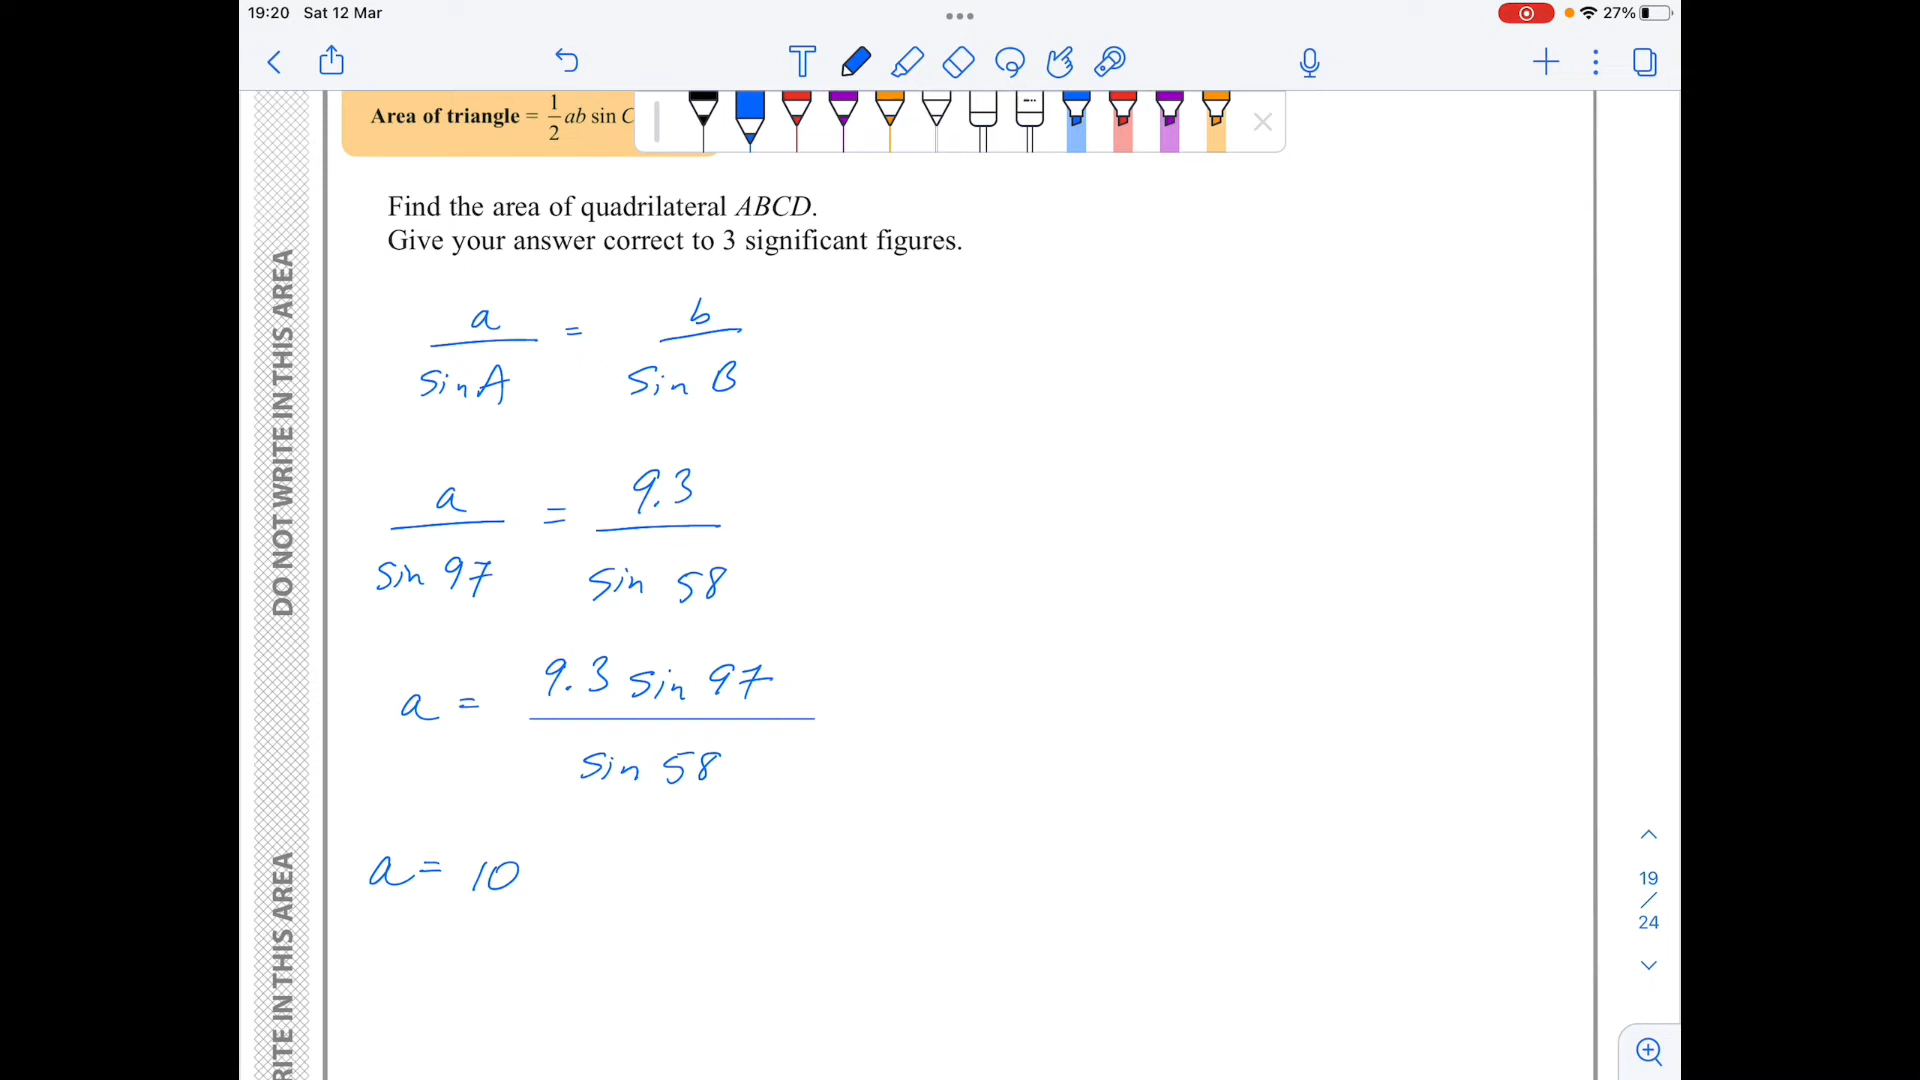 19:20 Sat 12 Mar
27%
Area of triangle = 1/2 ab sin C
Find the area of quadrilateral ABCD.
Give your answer correct to 3 significant figures.
a/sin A = b/sin B
a/sin 97 = 9.3/sin 58
a = 9.3 sin 97/sin 58
a = 10
DO NOT WRITE IN THIS AREA
RITE IN THIS AREA
19
/
24